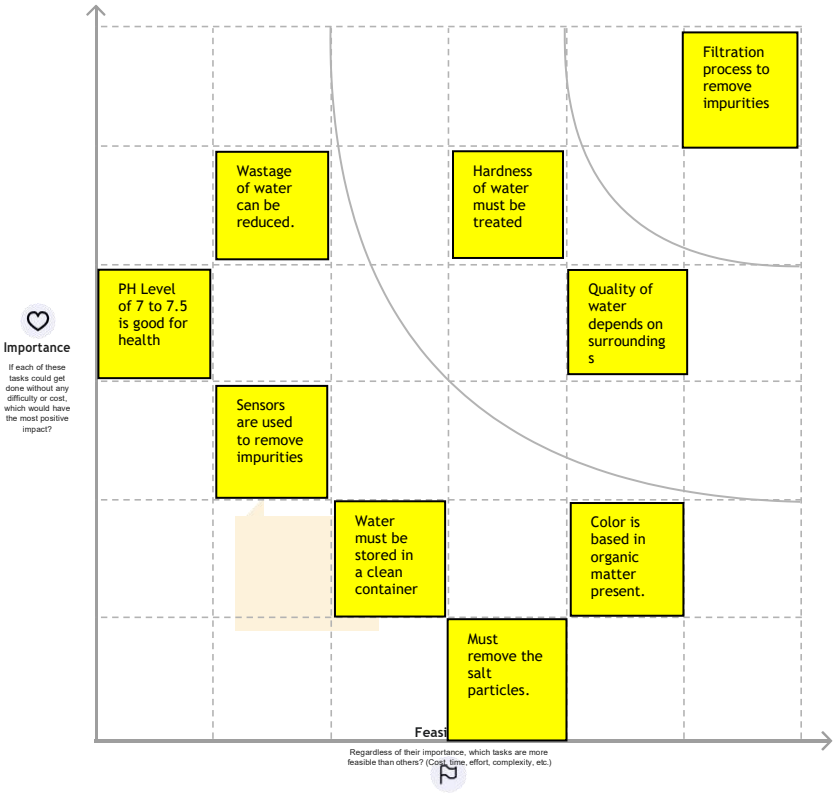 Filtration
process to
remove
impurities
Wastage
of water
can be
reduced.
Hardness
of water
must be
treated
PH Level
of 7 to 7.5
is good for
health
Quality of
water
depends on
surrounding
s
Importance
If each of these
tasks could get
done without any
difficulty or cost,
which would have
the most positive
impact?
Sensors
are used
to remove
impurities
Water
must be
stored in
a clean
container
Color is
based in
organic
matter
present.
Must
remove the
salt
particles.
Feasi
Regardless of their importance, which tasks are more
feasible than others? (Cost, time, effort, complexity, etc.)